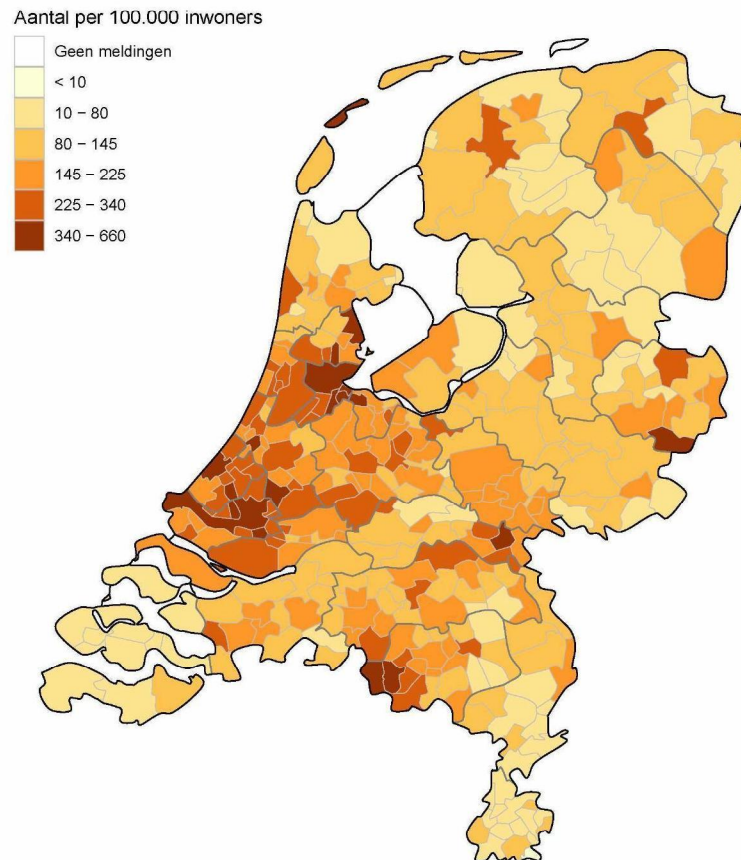 Aantal per 100.000 inwoners
Geen meldingen
< 10
10 – 80
80 – 145
145 – 225
225 – 340
340 – 660